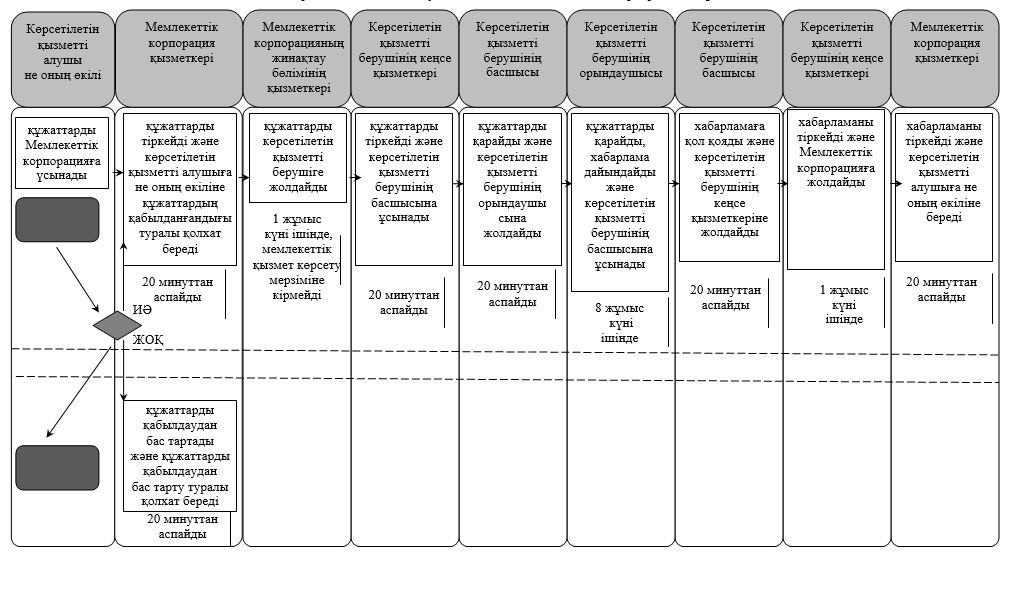 Көрсетілетін
қызметті
алушы
не оның өкілі
Мемлекеттік
корпорация
қызметкері
Мемлекеттік
корпорацияның
жинақтау
бөлімінің
қызметкері
Көрсетілетін
қызметті
берушінің кеңсе
қызметкері
Көрсетілетін
қызметті
берушінің
басшысы
Көрсетілетін
қызметті
берушінің
орындаушысы
Көрсетілетін
қызметті
берушінің
басшысы
Көрсетілетін
қызметті
берушінің кеңсе
қызметкері
Мемлекеттік
корпорация
қызметкері
құжаттарды
Мемлекеттік
корпорацияға
ұсынады
құжаттарды
тіркейді және
көрсетілетін
қызметті алушыға
не оның өкіліне
құжаттардың
қабылданғандығы
туралы қолхат
береді
20 минуттан
аспайды
құжаттарды
көрсетілетін
қызметті
берушіге
жолдайды
1 жұмыс
күні ішінде,
мемлекеттік
қызмет көрсету
мерзіміне
кірмейді
құжаттарды
тіркейді және
көрсетілетін
қызметті
берушінің
басшысына
ұсынады
20 минуттан
аспайды
құжаттарды
қарайды және
көрсетілетін
қызметті
берушінің
орындаушы
сына
жолдайды
20 минуттан
аспайды
құжаттарды
қарайды,
хабарлама
дайындайды
және
көрсетілетін
қызметті
берушінің
басшысына
ұсынады
8 жұмыс
күні
ішінде
хабарламаға
қол қояды және
көрсетілетін
қызметті
берушінің
кеңсе
қызметкеріне
жолдайды
20 минуттан
аспайды
хабарламаны
тіркейді және
Мемлекеттік
корпорацияға
жолдайды
1 жұмыс
күні
ішінде
хабарламаны
тіркейді және
көрсетілетін
қызметті
алушыға не
оның өкіліне
береді
20 минуттан
аспайды
ИӘ
ЖОҚ
құжаттарды
қабылдаудан
бас тартады
және құжаттарды
қабылдаудан
бас тарту туралы
қолхат береді
20 минуттан
аспайды